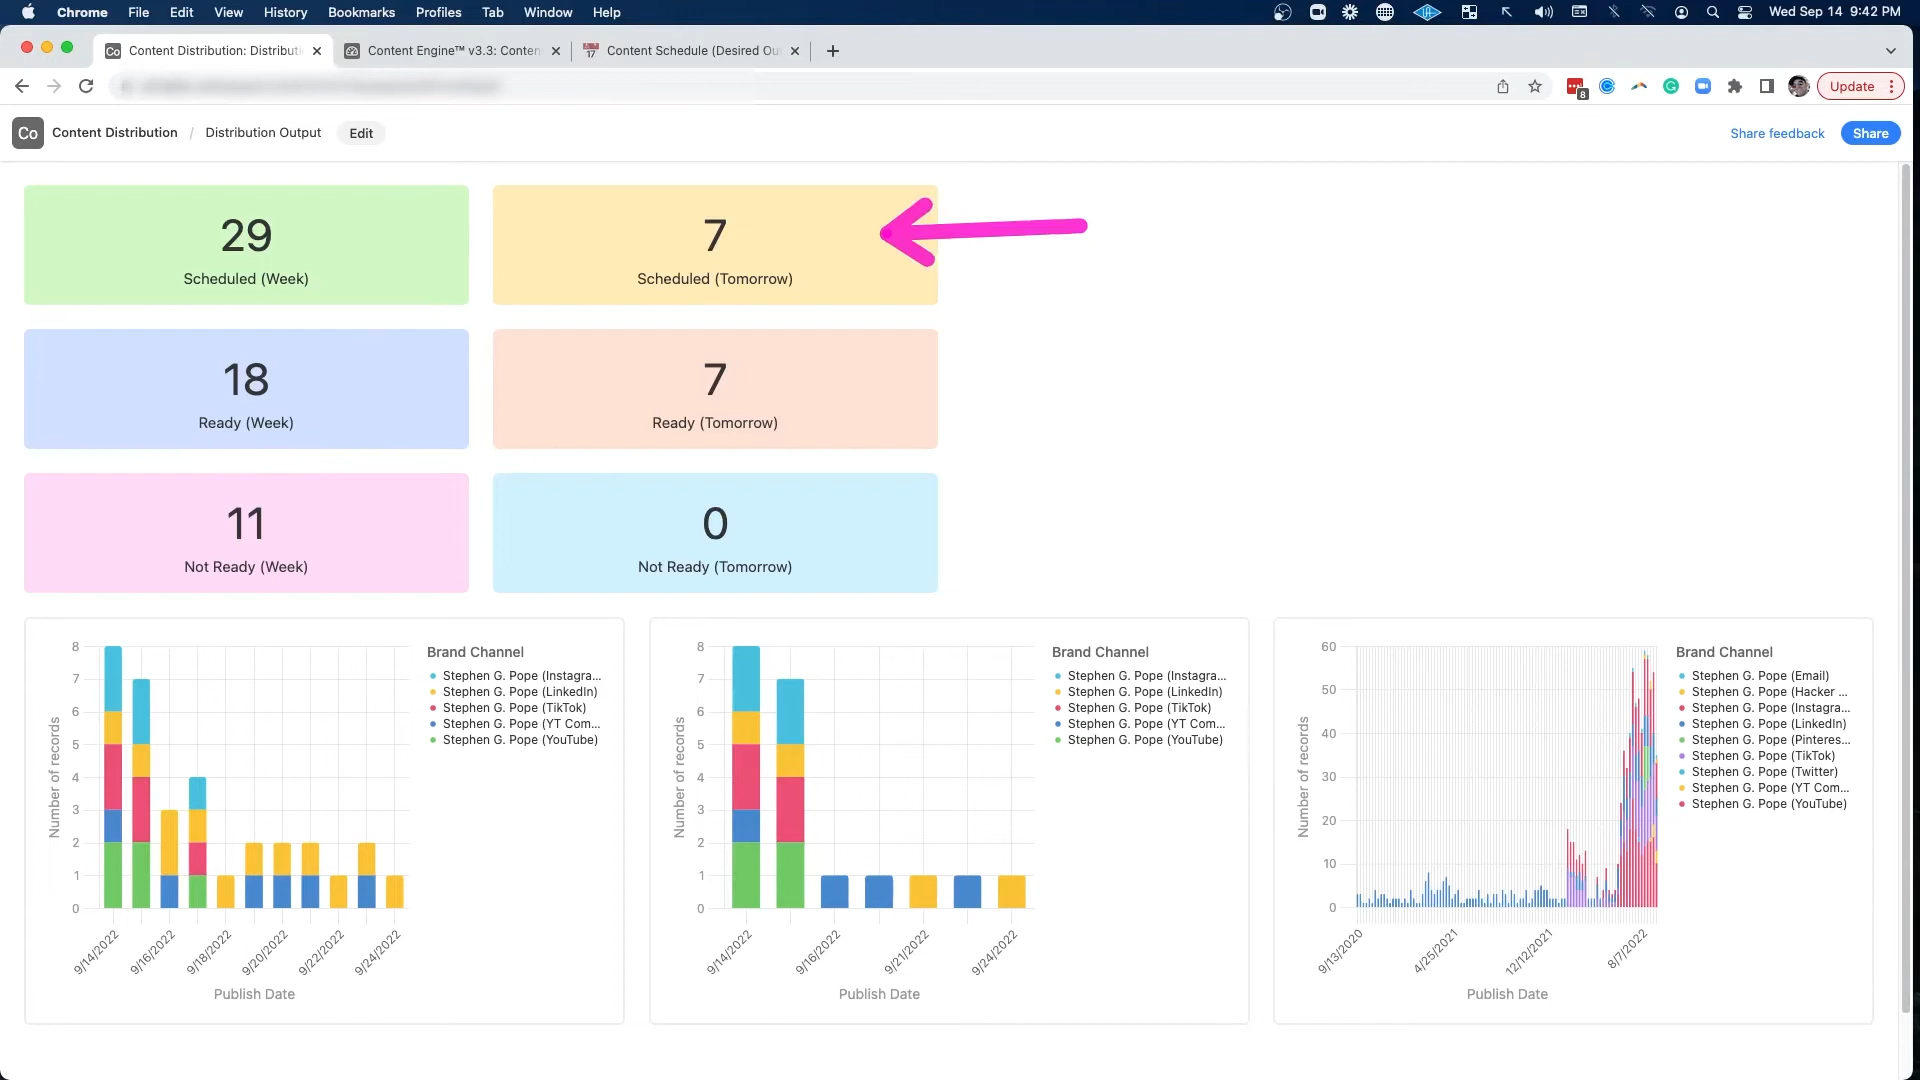 Chrome File Edit View History Bookmarks Profiles Tab Window Help
Wed Sep 14 9:42 PM
Content Distribution: Distributi
Content Engine™ v3.3: Conten
17
Content Schedule (Desired Ou
8
Update
Co
Content Distribution / Distribution Output
Edit
Share feedback
Share
29
Scheduled (Week)
7
Scheduled (Tomorrow)
18
Ready (Week)
7
Ready (Tomorrow)
11
Not Ready (Week)
0
Not Ready (Tomorrow)
Number of records
8
7
6
5
4
3
2
1
0
9/14/2022
9/16/2022
9/18/2022
9/20/2022
9/22/2022
9/24/2022
Publish Date
Brand Channel
Stephen G. Pope (Instagra...
Stephen G. Pope (LinkedIn)
Stephen G. Pope (TikTok)
Stephen G. Pope (YT Com...
Stephen G. Pope (YouTube)
Number of records
8
7
6
5
4
3
2
1
0
9/14/2022
9/16/2022
9/21/2022
9/24/2022
Publish Date
Brand Channel
Stephen G. Pope (Instagra...
Stephen G. Pope (LinkedIn)
Stephen G. Pope (TikTok)
Stephen G. Pope (YT Com...
Stephen G. Pope (YouTube)
Number of records
60
50
40
30
20
10
0
9/13/2020
4/25/2021
12/12/2021
8/7/2022
Publish Date
Brand Channel
Stephen G. Pope (Email)
Stephen G. Pope (Hacker ...
Stephen G. Pope (Instagra...
Stephen G. Pope (LinkedIn)
Stephen G. Pope (Pinteres...
Stephen G. Pope (TikTok)
Stephen G. Pope (Twitter)
Stephen G. Pope (YT Com...
Stephen G. Pope (YouTube)